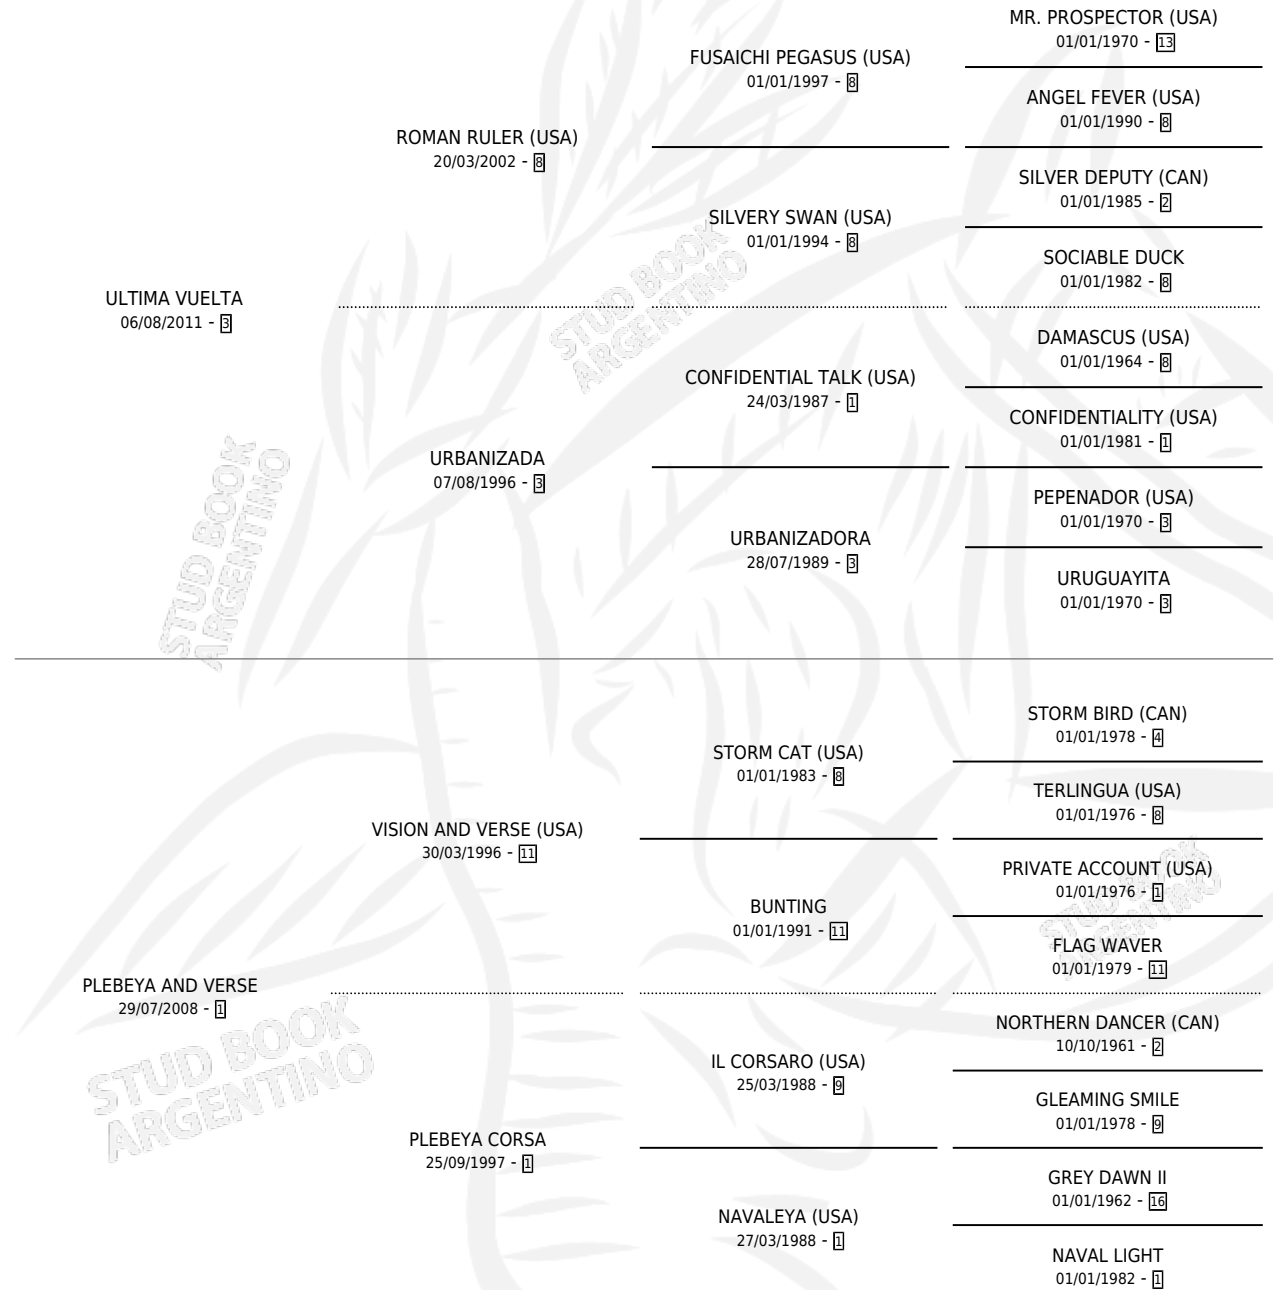 MR. PROSPECTOR (USA)
01/01/1970 - 13
FUSAICHI PEGASUS (USA)
01/01/1997 - 8
ANGEL FEVER (USA)
01/01/1990 - 8
ROMAN RULER (USA)
20/03/2002 - 8
SILVER DEPUTY (CAN)
01/01/1985 - 2
SILVERY SWAN (USA)
01/01/1994 - 8
SOCIABLE DUCK
01/01/1982 - 8
STUD BOOK
ARGENTINO
ULTIMA VUELTA
06/08/2011 - 3
DAMASCUS (USA)
01/01/1964 - 8
CONFIDENTIAL TALK (USA)
24/03/1987 - 1
CONFIDENTIALITY (USA)
01/01/1981 - 1
URBANIZADA
07/08/1996 - 3
PEPENADOR (USA)
01/01/1970 - 3
URBANIZADORA
28/07/1989 - 3
URUGUAYITA
01/01/1970 - 3
STUD BOOK
ARGENTINO
STORM BIRD (CAN)
01/01/1978 - 4
STORM CAT (USA)
01/01/1983 - 8
TERLINGUA (USA)
01/01/1976 - 8
VISION AND VERSE (USA)
30/03/1996 - 11
PRIVATE ACCOUNT (USA)
01/01/1976 - 1
BUNTING
01/01/1991 - 11
STUD BOOK
ARGENTINO
FLAG WAVER
01/01/1979 - 11
PLEBEYA AND VERSE
29/07/2008 - 1
NORTHERN DANCER (CAN)
10/10/1961 - 2
IL CORSARO (USA)
25/03/1988 - 9
GLEAMING SMILE
01/01/1978 - 9
STUD BOOK
ARGENTINO
PLEBEYA CORSA
25/09/1997 - 1
GREY DAWN II
01/01/1962 - 16
NAVALEYA (USA)
27/03/1988 - 1
NAVAL LIGHT
01/01/1982 - 1